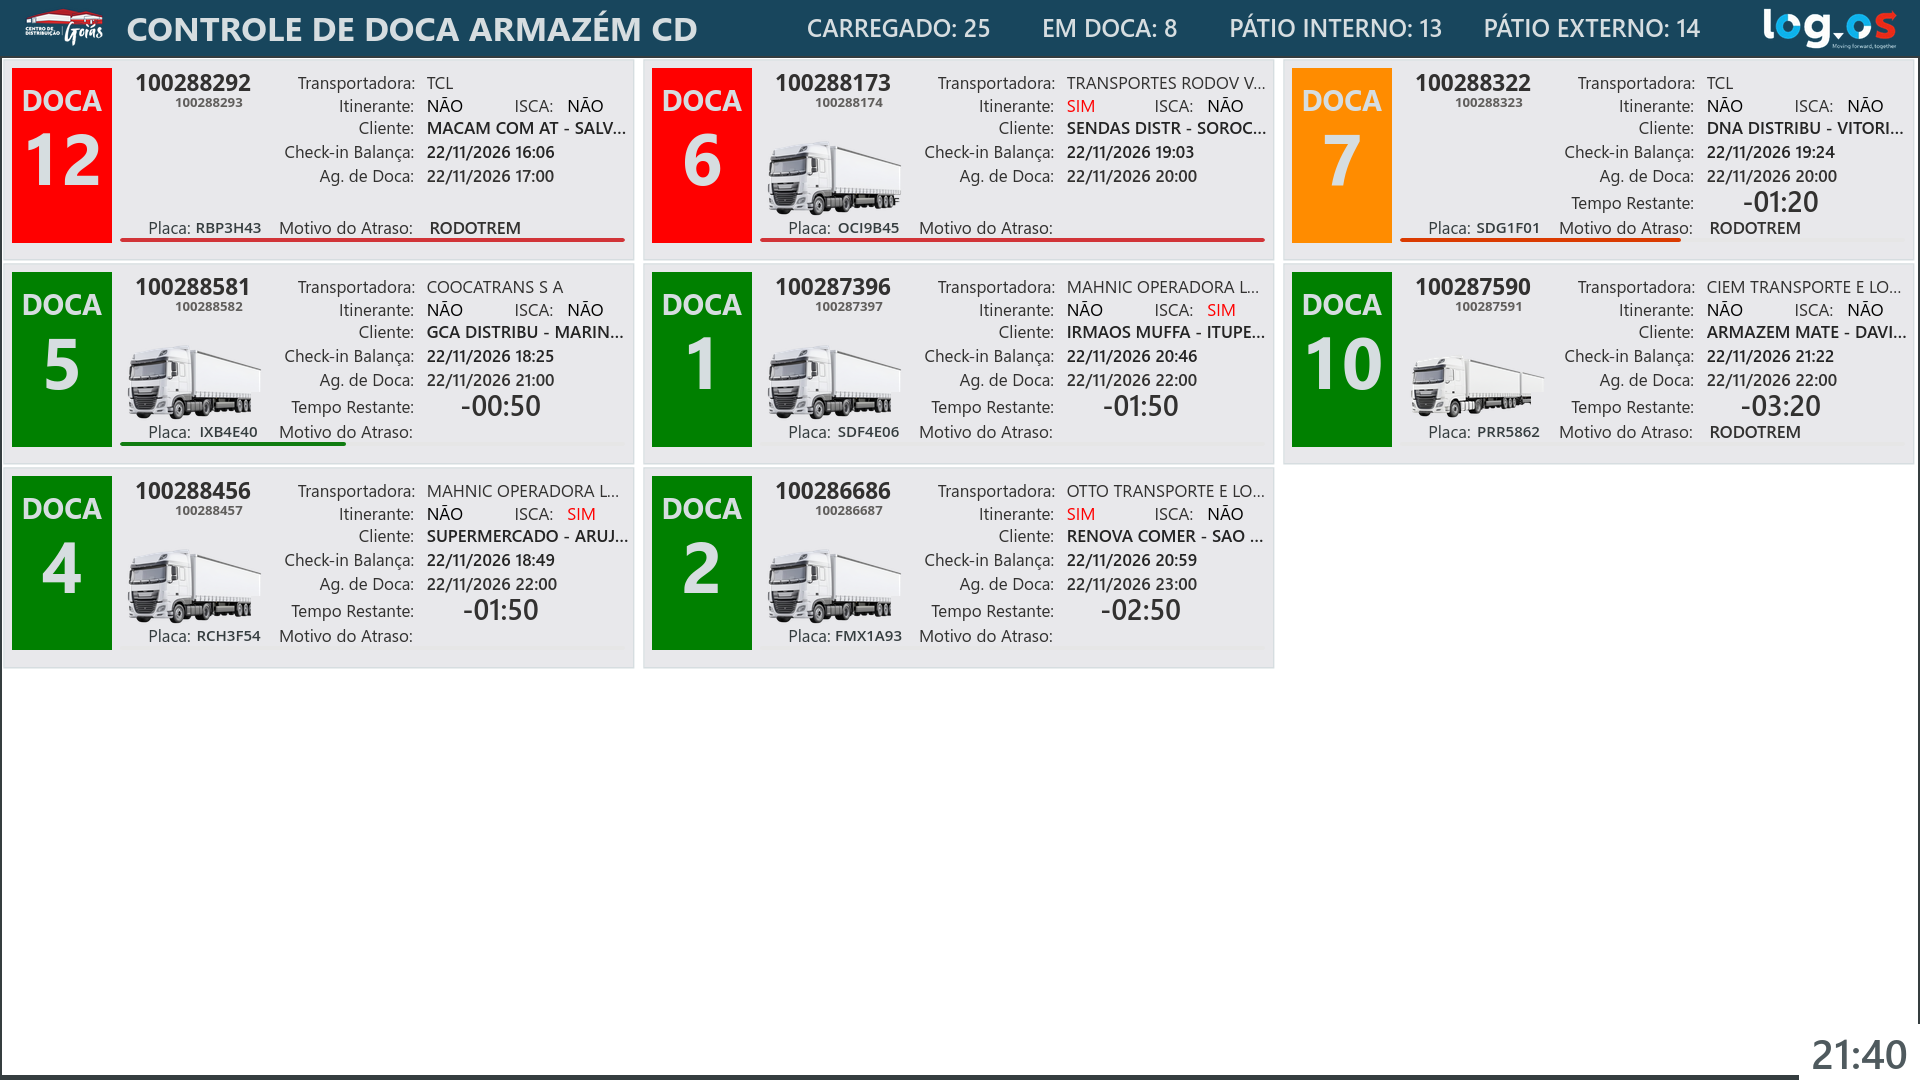 CENTRO DE DISTRIBUIÇÃO Goiás
CONTROLE DE DOCA ARMAZÉM CD
CARREGADO: 25
EM DOCA: 8
PÁTIO INTERNO: 13
PÁTIO EXTERNO: 14
log.os
Moving forward, together
DOCA
12
100288292
100288293
Transportadora: TCL
Itinerante: NÃO ISCA: NÃO
Cliente: MACAM COM AT - SALV...
Check-in Balança: 22/11/2026 16:06
Ag. de Doca: 22/11/2026 17:00
Placa: RBP3H43 Motivo do Atraso: RODOTREM
DOCA
6
100288173
100288174
Transportadora: TRANSPORTES RODOV V...
Itinerante: SIM ISCA: NÃO
Cliente: SENDAS DISTR - SOROC...
Check-in Balança: 22/11/2026 19:03
Ag. de Doca: 22/11/2026 20:00
Placa: OCI9B45 Motivo do Atraso:
DOCA
7
100288322
100288323
Transportadora: TCL
Itinerante: NÃO ISCA: NÃO
Cliente: DNA DISTRIBU - VITORI...
Check-in Balança: 22/11/2026 19:24
Ag. de Doca: 22/11/2026 20:00
Tempo Restante: -01:20
Placa: SDG1F01 Motivo do Atraso: RODOTREM
DOCA
5
100288581
100288582
Transportadora: COOCATRANS S A
Itinerante: NÃO ISCA: NÃO
Cliente: GCA DISTRIBU - MARIN...
Check-in Balança: 22/11/2026 18:25
Ag. de Doca: 22/11/2026 21:00
Tempo Restante: -00:50
Placa: IXB4E40 Motivo do Atraso:
DOCA
1
100287396
100287397
Transportadora: MAHNIC OPERADORA L...
Itinerante: NÃO ISCA: SIM
Cliente: IRMAOS MUFFA - ITUPE...
Check-in Balança: 22/11/2026 20:46
Ag. de Doca: 22/11/2026 22:00
Tempo Restante: -01:50
Placa: SDF4E06 Motivo do Atraso:
DOCA
10
100287590
100287591
Transportadora: CIEM TRANSPORTE E LO...
Itinerante: NÃO ISCA: NÃO
Cliente: ARMAZEM MATE - DAVI...
Check-in Balança: 22/11/2026 21:22
Ag. de Doca: 22/11/2026 22:00
Tempo Restante: -03:20
Placa: PRR5862 Motivo do Atraso: RODOTREM
DOCA
4
100288456
100288457
Transportadora: MAHNIC OPERADORA L...
Itinerante: NÃO ISCA: SIM
Cliente: SUPERMERCADO - ARUJ...
Check-in Balança: 22/11/2026 18:49
Ag. de Doca: 22/11/2026 22:00
Tempo Restante: -01:50
Placa: RCH3F54 Motivo do Atraso:
DOCA
2
100286686
100286687
Transportadora: OTTO TRANSPORTE E LO...
Itinerante: SIM ISCA: NÃO
Cliente: RENOVA COMER - SAO ...
Check-in Balança: 22/11/2026 20:59
Ag. de Doca: 22/11/2026 23:00
Tempo Restante: -02:50
Placa: FMX1A93 Motivo do Atraso:
21:40